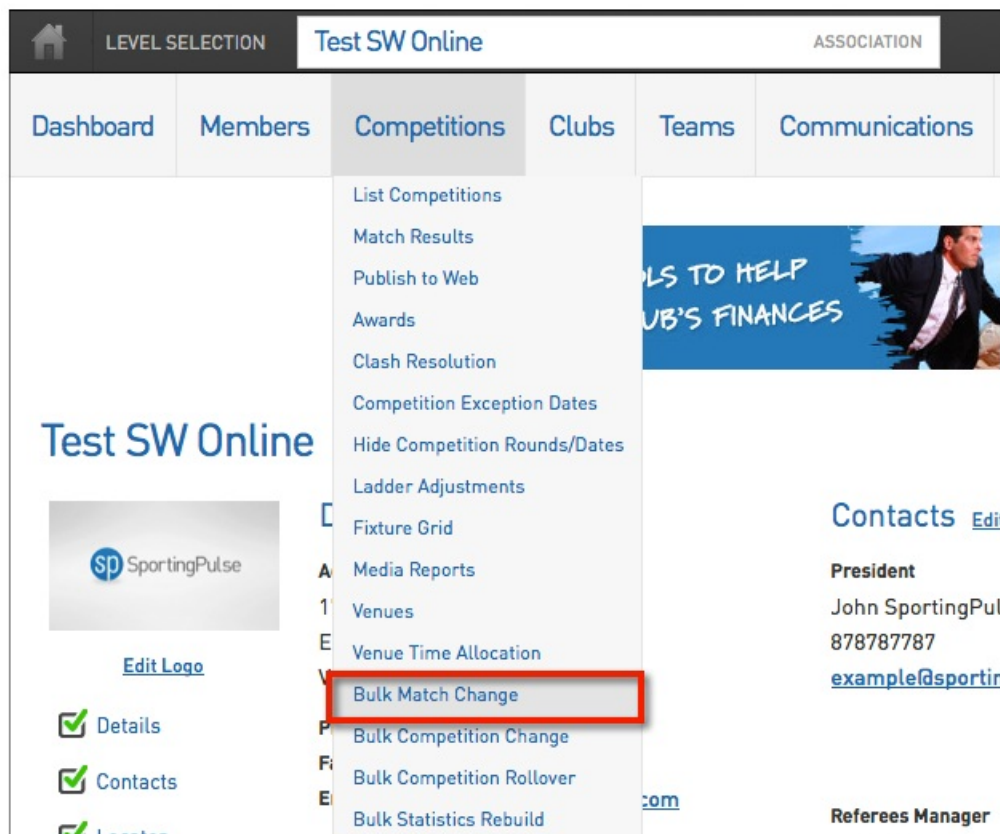 LEVEL SELECTION Test SW Online ASSOCIATION
Dashboard Members Competitions Clubs Teams Communications
List Competitions
Match Results
Publish to Web
Awards
Clash Resolution
Competition Exception Dates
Hide Competition Rounds/Dates
Ladder Adjustments
Fixture Grid
Media Reports
Venues
Venue Time Allocation
Bulk Match Change
Bulk Competition Change
Bulk Competition Rollover
Bulk Statistics Rebuild
TO HELP
FINANCES
Test SW Online
sp SportingPulse
Edit Logo
Details
Contacts
Contacts
President
John
878787787
Referees Manager